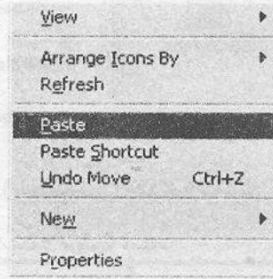 View
Arrange Icons By
Refresh
Paste
Paste Shortcut
Undo Move Ctrl+Z
New
Properties